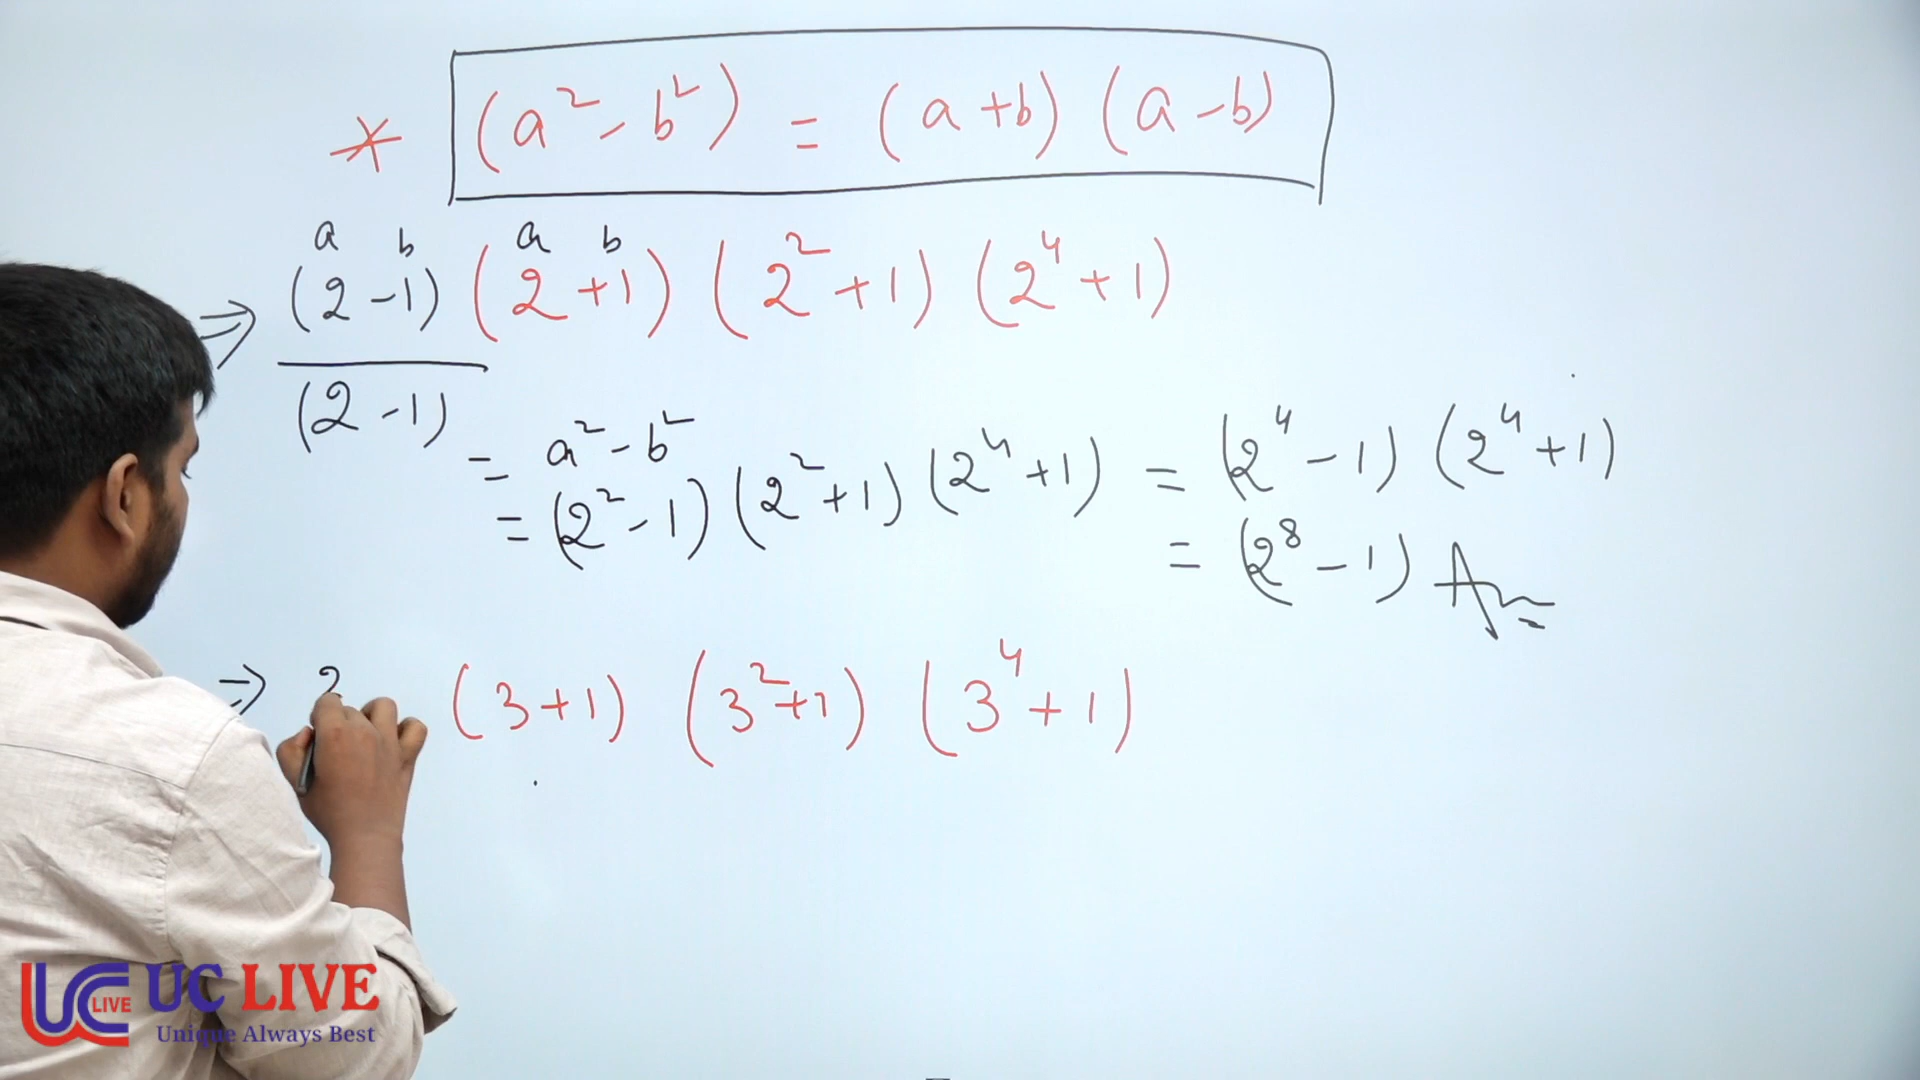 * (a² - b²) = (a + b) (a - b)
a b a b
⇒ (2 - 1) (2 + 1) (2² + 1) (2⁴ + 1)
(2 - 1)
= a² - b²
= (2² - 1) (2² + 1) (2⁴ + 1) = (2⁴ - 1) (2⁴ + 1)
= (2⁸ - 1) Ans
⇒ (3 + 1) (3² + 1) (3⁴ + 1)
UC LIVE
LIVE
Unique Always Best